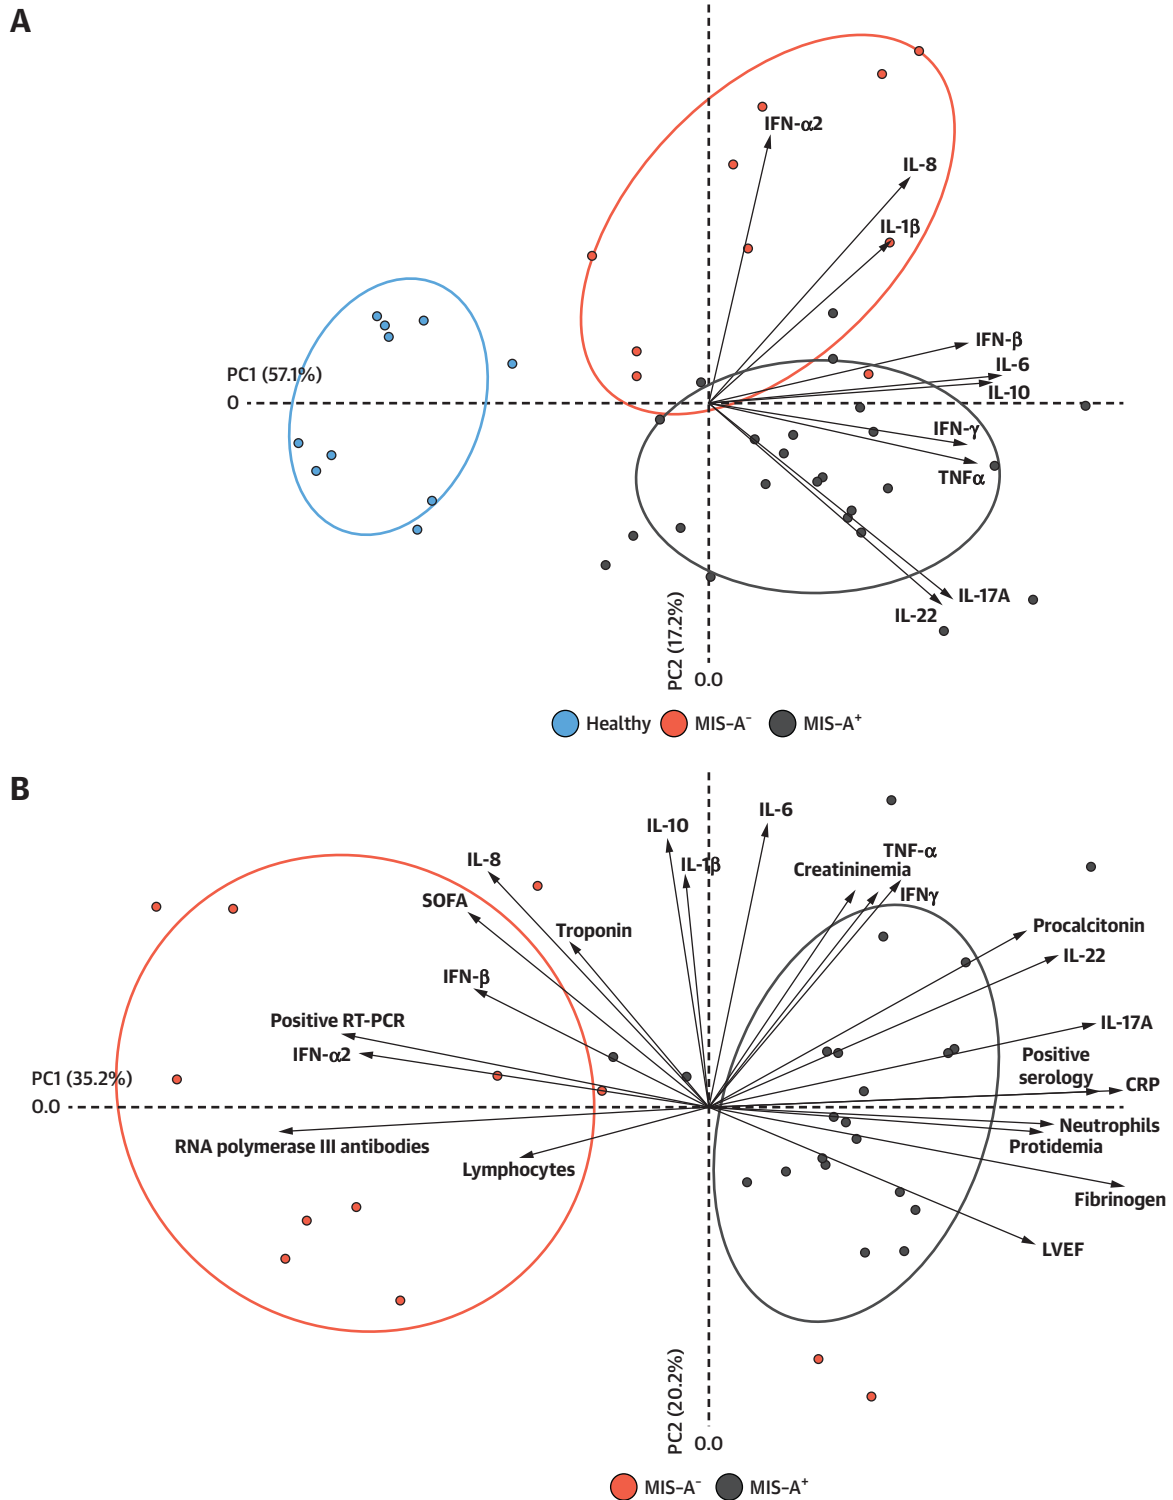 A
IFN-α2
IL-8
IL-1β
IFN-β
PC1 (57.1%)
IL-6
0
IL-10
IFN-γ
TNFα
IL-17A
IL-22
PC2 (17.2%)
0.0
Healthy MIS-A⁻ MIS-A⁺
B
IL-6
IL-10
TNF-α
IL-8
IL-1β
Creatininemia
SOFA
IFNγ
Troponin
Procalcitonin
IL-22
IFN-β
Positive RT-PCR
IL-17A
IFN-α2
Positive
serology
PC1 (35.2%)
CRP
0.0
Neutrophils
RNA polymerase III antibodies
Protidemia
Lymphocytes
Fibrinogen
LVEF
PC2 (20.2%)
0.0
MIS-A⁻ MIS-A⁺